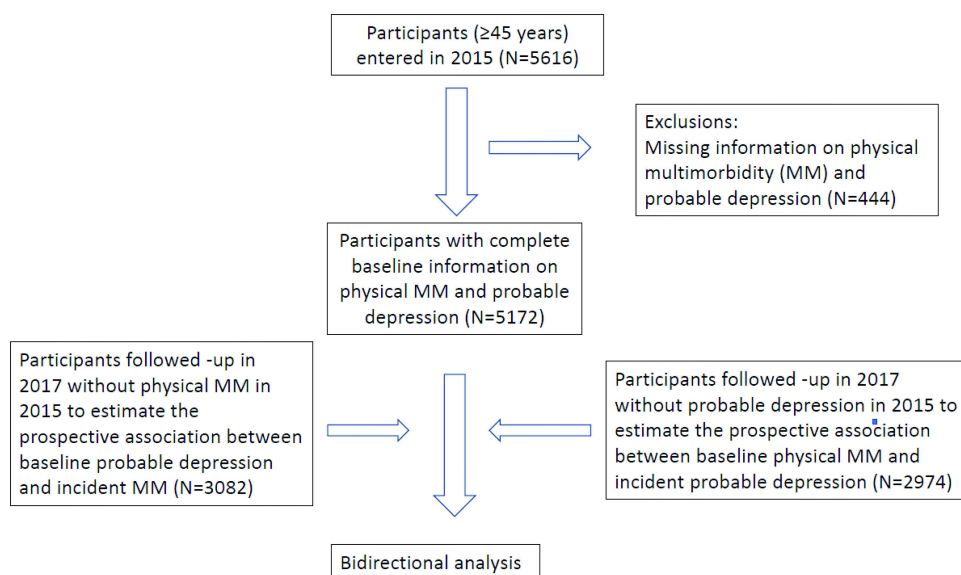 Participants (≥45 years)
entered in 2015 (N=5616)
Exclusions:
Missing information on physical
multimorbidity (MM) and
probable depression (N=444)
Participants with complete
baseline information on
physical MM and probable
depression (N=5172)
Participants followed -up in
2017 without physical MM in
2015 to estimate the
prospective association between
baseline probable depression
and incident MM (N=3082)
Participants followed -up in 2017
without probable depression in 2015 to
estimate the prospective association
between baseline physical MM and
incident probable depression (N=2974)
Bidirectional analysis